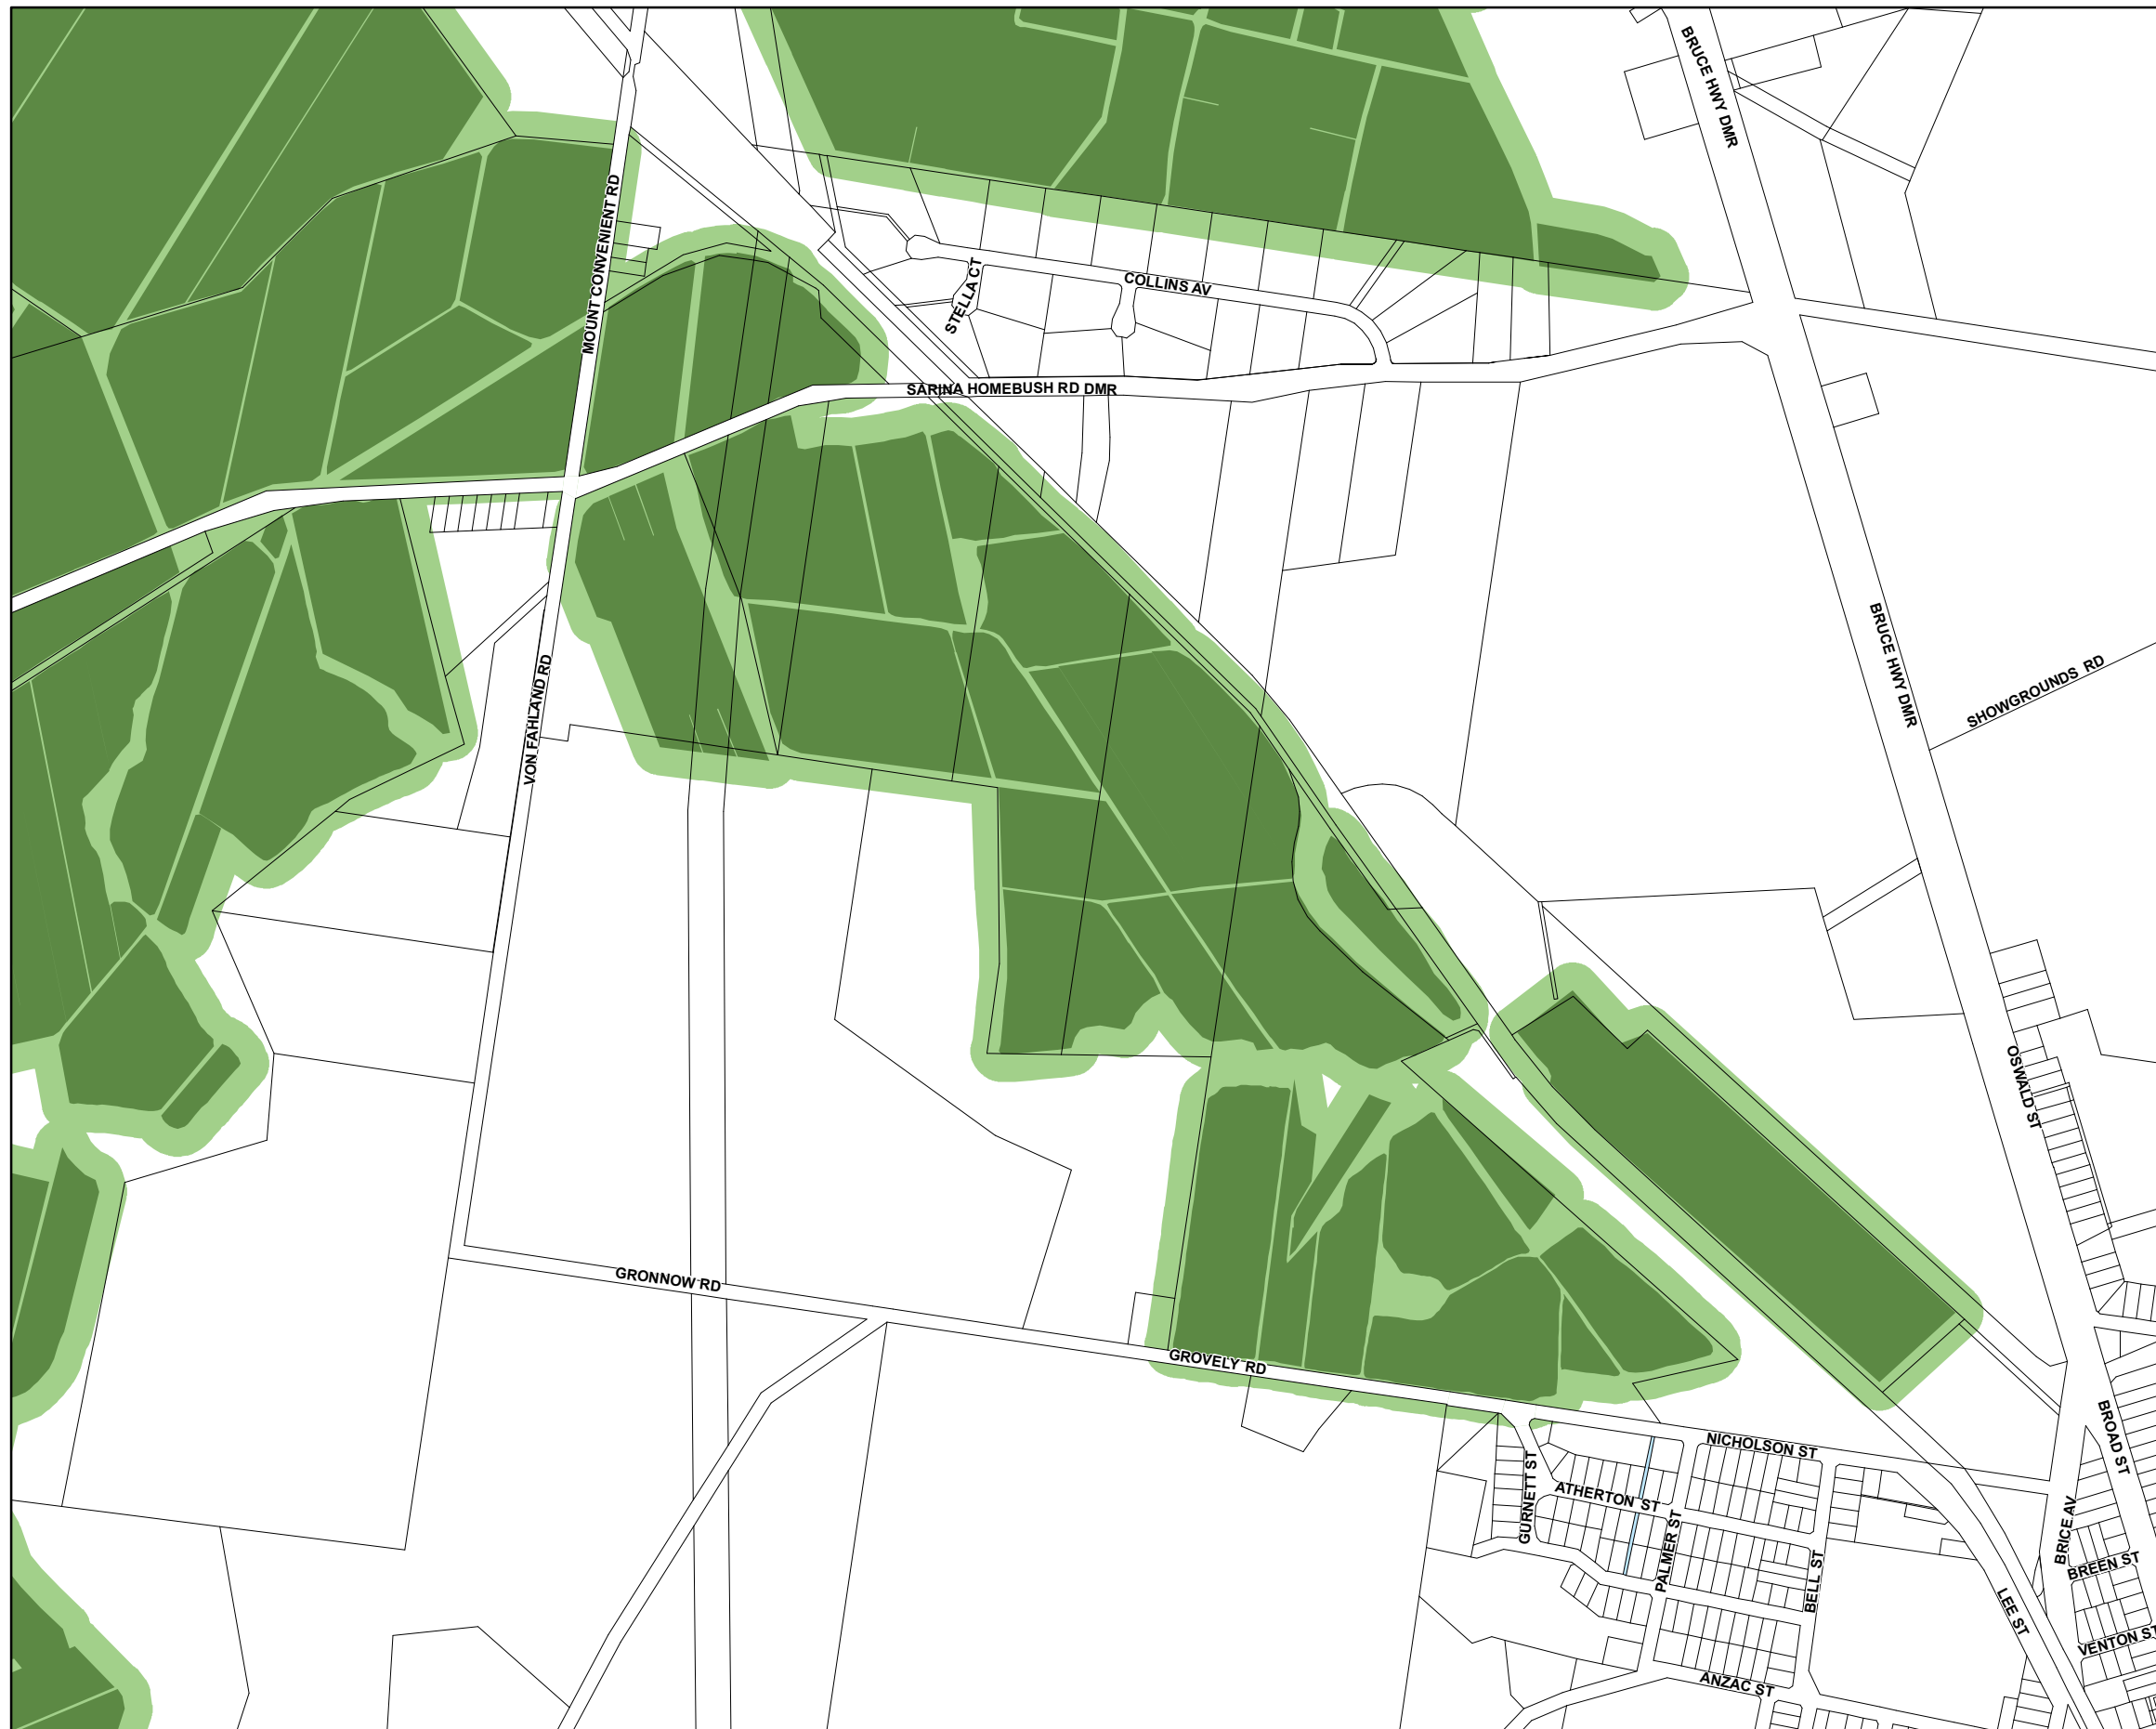 BRUCE HWY DMR
MOUNT CONVENIENT RD
STELLA CT
COLLINS AV
SARINA HOMEBUSH RD DMR
BRUCE HWY DMR
SHOWGROUNDS RD
VON FAHLAND RD
OSWALD ST
GRONNOW RD
GROVELY RD
BROAD ST
NICHOLSON ST
GURNETT ST
ATHERTON ST
PALMER ST
BELL ST
BRICE AV
BREEN ST
LEE ST
VENTON ST
ANZAC ST